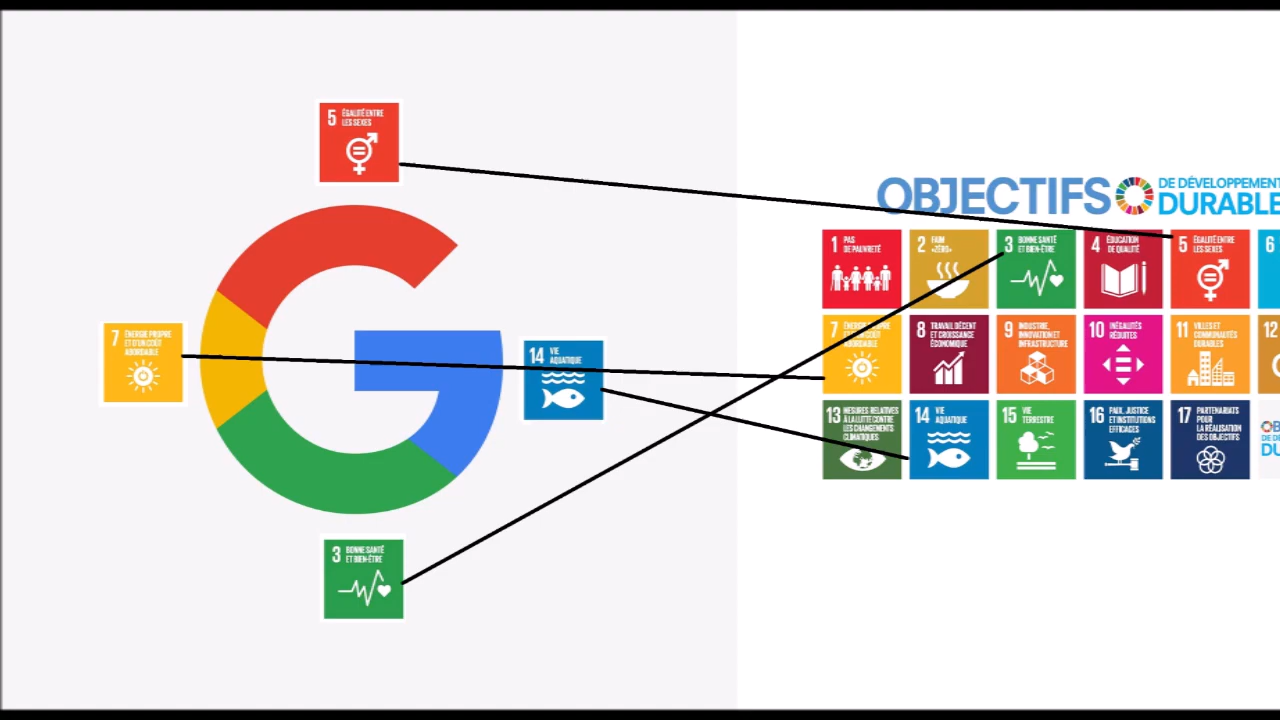 5 ÉGALITÉ ENTRE
LES SEXES
7 ÉNERGIE PROPRE
ET D'UN COÛT
ABORDABLE
14 VIE
AQUATIQUE
3 BONNE SANTÉ
ET BIEN-ÊTRE
OBJECTIFS
DE DÉVELOPPEMENT
DURABLE
1 PAS
DE PAUVRETÉ
2 FAIM
«ZÉRO»
3 BONNE SANTÉ
ET BIEN-ÊTRE
4 ÉDUCATION
DE QUALITÉ
5 ÉGALITÉ ENTRE
LES SEXES
6
7 ÉNERGIE PROPRE
ABORDABLE
8 TRAVAIL DÉCENT
ET CROISSANCE
ÉCONOMIQUE
9 INDUSTRIE,
INNOVATION ET
INFRASTRUCTURE
10 INÉGALITÉS
RÉDUITES
11 VILLES ET
COMMUNAUTÉS
DURABLES
12
13 MESURES RELATIVES
À LA LUTTE CONTRE
LES CHANGEMENTS
CLIMATIQUES
14 VIE
AQUATIQUE
15 VIE
TERRESTRE
16 PAIX, JUSTICE
ET INSTITUTIONS
EFFICACES
17 PARTENARIATS
POUR
LA RÉALISATION
DES OBJECTIFS